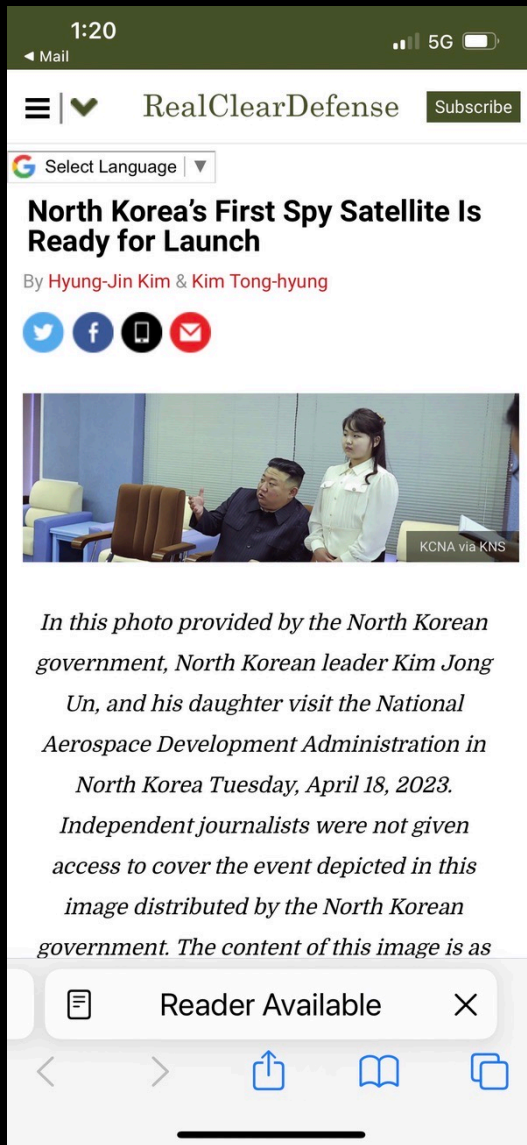 1:20
5G
◀ Mail
RealClearDefense
Subscribe
G Select Language ▼
North Korea’s First Spy Satellite Is
Ready for Launch
By Hyung-Jin Kim & Kim Tong-hyung
KCNA via KNS
In this photo provided by the North Korean
government, North Korean leader Kim Jong
Un, and his daughter visit the National
Aerospace Development Administration in
North Korea Tuesday, April 18, 2023.
Independent journalists were not given
access to cover the event depicted in this
image distributed by the North Korean
government. The content of this image is as
Reader Available